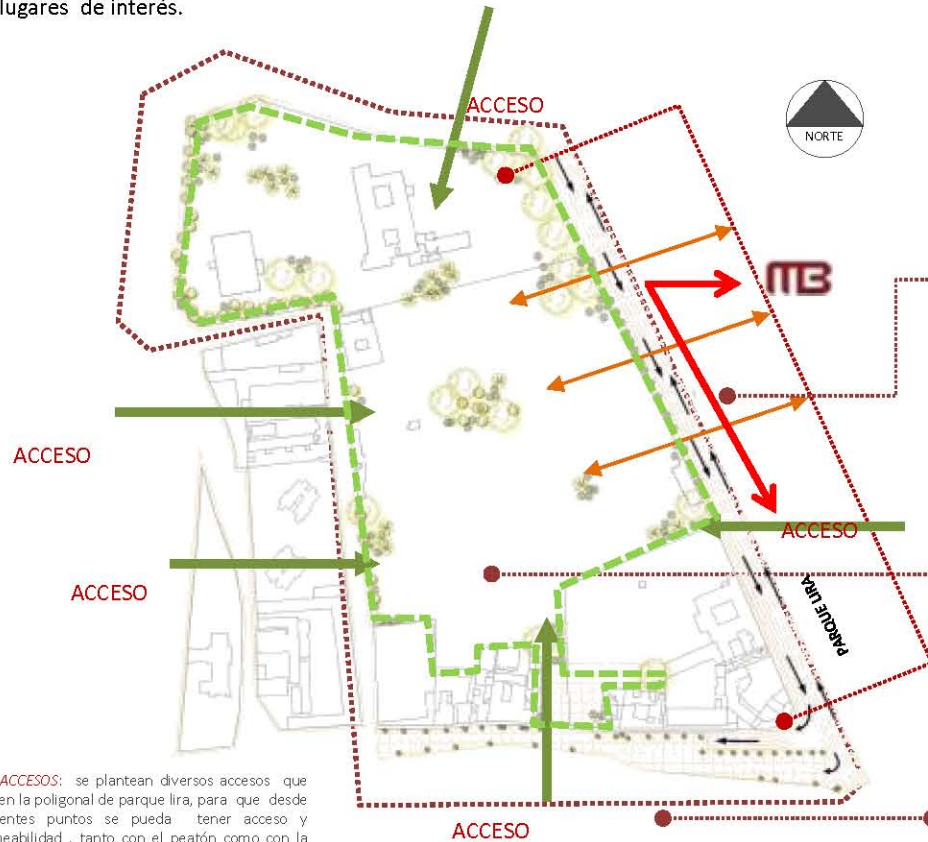 lugares de interés.
ACCESO
NORTE
MB
ACCESO
ACCESO
ACCESO
PARQUE LIRA
ACCESOS: se plantean diversos accesos que
en la poligonal de parque lira, para que desde
entes puntos se pueda tener acceso y
neabilidad , tanto con el peatón como con la
ACCESO